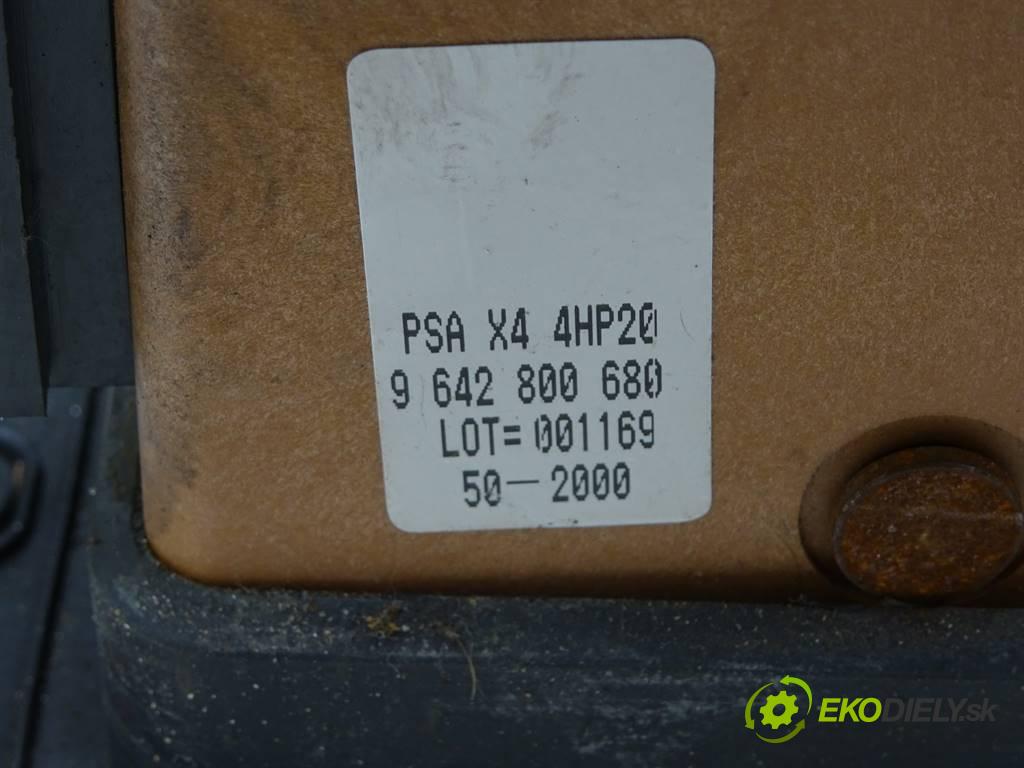 PSA X4 4HP20
9 642 800 680
LOT= 001169
50-2000
EKODIELY.sk